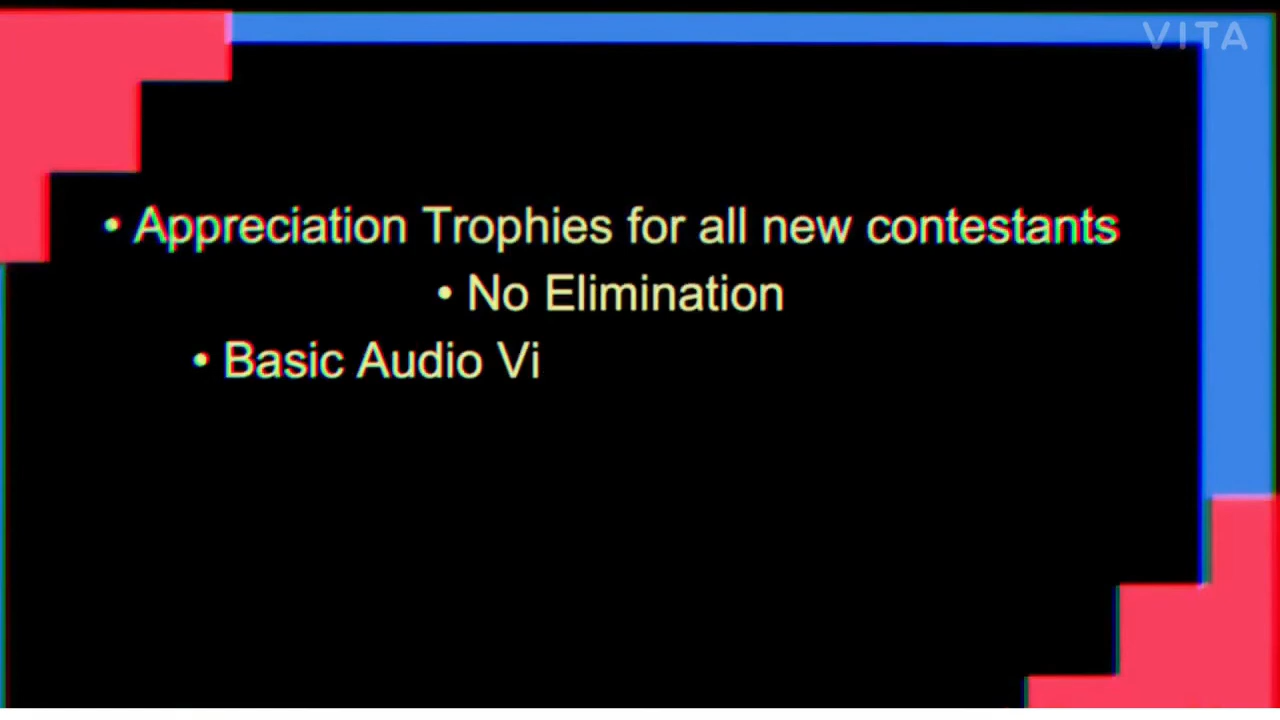 VITA
• Appreciation Trophies for all new contestants
• No Elimination
• Basic Audio Vi